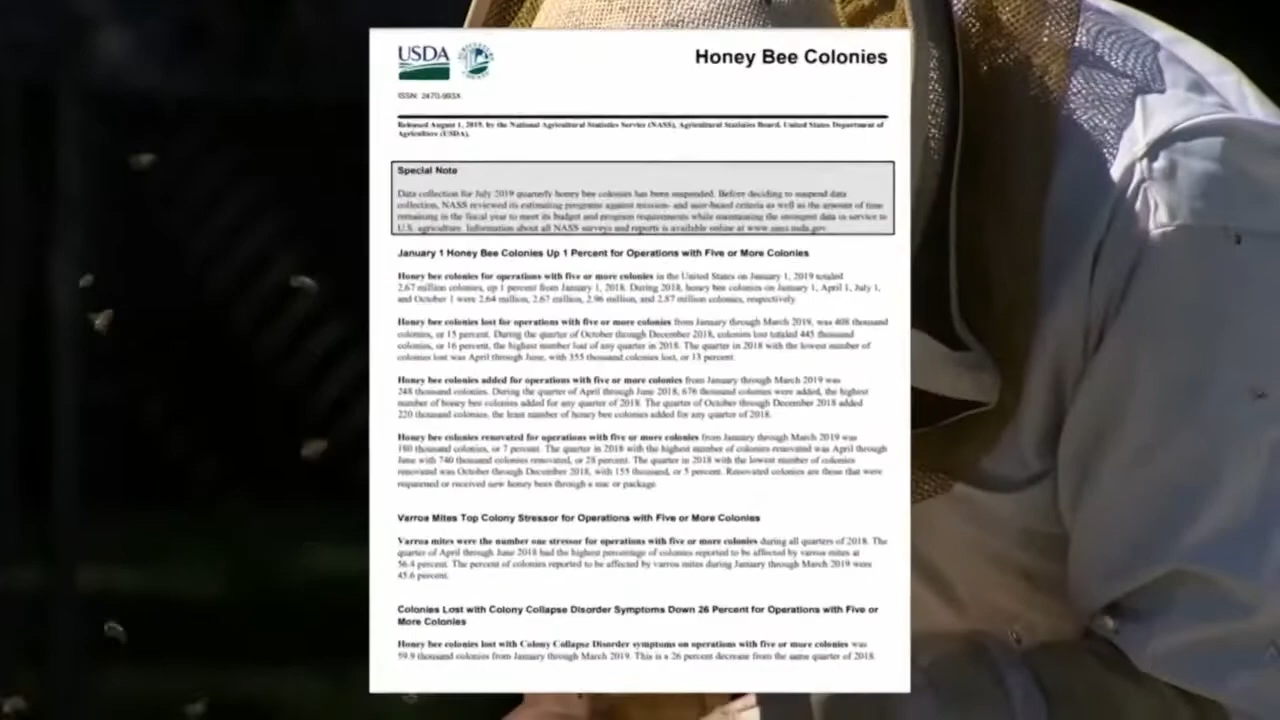 USDA
Honey Bee Colonies
ISSN: 2470-993X
Released August 1, 2019, by the National Agricultural Statistics Service (NASS), Agricultural Statistics Board, United States Department of
Agriculture (USDA).
Special Note
Data collection for July 2019 quarterly honey bee colonies has been suspended. Before deciding to suspend data
collection, NASS reviewed its estimating programs against mission- and user-based criteria as well as the amount of time
remaining in the fiscal year to meet its budget and program requirements while maintaining the strongest data in service to
U.S. agriculture. Information about all NASS surveys and reports is available online at www.nass.usda.gov.
January 1 Honey Bee Colonies Up 1 Percent for Operations with Five or More Colonies
Honey bee colonies for operations with five or more colonies in the United States on January 1, 2019 totaled
2.67 million colonies, up 1 percent from January 1, 2018. During 2018, honey bee colonies on January 1, April 1, July 1,
and October 1 were 2.64 million, 2.67 million, 2.96 million, and 2.87 million colonies, respectively.
Honey bee colonies lost for operations with five or more colonies from January through March 2019, was 408 thousand
colonies, or 15 percent. During the quarter of October through December 2018, colonies lost totaled 445 thousand
colonies, or 16 percent, the highest number lost of any quarter in 2018. The quarter in 2018 with the lowest number of
colonies lost was April through June, with 355 thousand colonies lost, or 13 percent.
Honey bee colonies added for operations with five or more colonies from January through March 2019 was
248 thousand colonies. During the quarter of April through June 2018, 676 thousand colonies were added, the highest
number of honey bee colonies added for any quarter of 2018. The quarter of October through December 2018 added
220 thousand colonies, the least number of honey bee colonies added for any quarter of 2018.
Honey bee colonies renovated for operations with five or more colonies from January through March 2019 was
180 thousand colonies, or 7 percent. The quarter in 2018 with the highest number of colonies renovated was April through
June with 740 thousand colonies renovated, or 28 percent. The quarter in 2018 with the lowest number of colonies
renovated was October through December 2018, with 155 thousand, or 5 percent. Renovated colonies are those that were
requeened or received new honey bees through a nuc or package.
Varroa Mites Top Colony Stressor for Operations with Five or More Colonies
Varroa mites were the number one stressor for operations with five or more colonies during all quarters of 2018. The
quarter of April through June 2018 had the highest percentage of colonies reported to be affected by varroa mites at
56.4 percent. The percent of colonies reported to be affected by varroa mites during January through March 2019 were
45.6 percent.
Colonies Lost with Colony Collapse Disorder Symptoms Down 26 Percent for Operations with Five or
More Colonies
Honey bee colonies lost with Colony Collapse Disorder symptoms on operations with five or more colonies was
59.9 thousand colonies from January through March 2019. This is a 26 percent decrease from the same quarter of 2018.